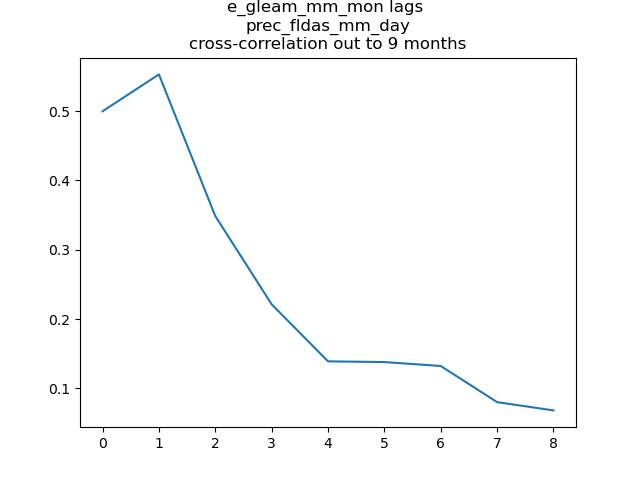 e_gleam_mm_mon lags
prec_fldas_mm_day
cross-correlation out to 9 months
0.5
0.4
0.3
0.2
0.1
0 1 2 3 4 5 6 7 8